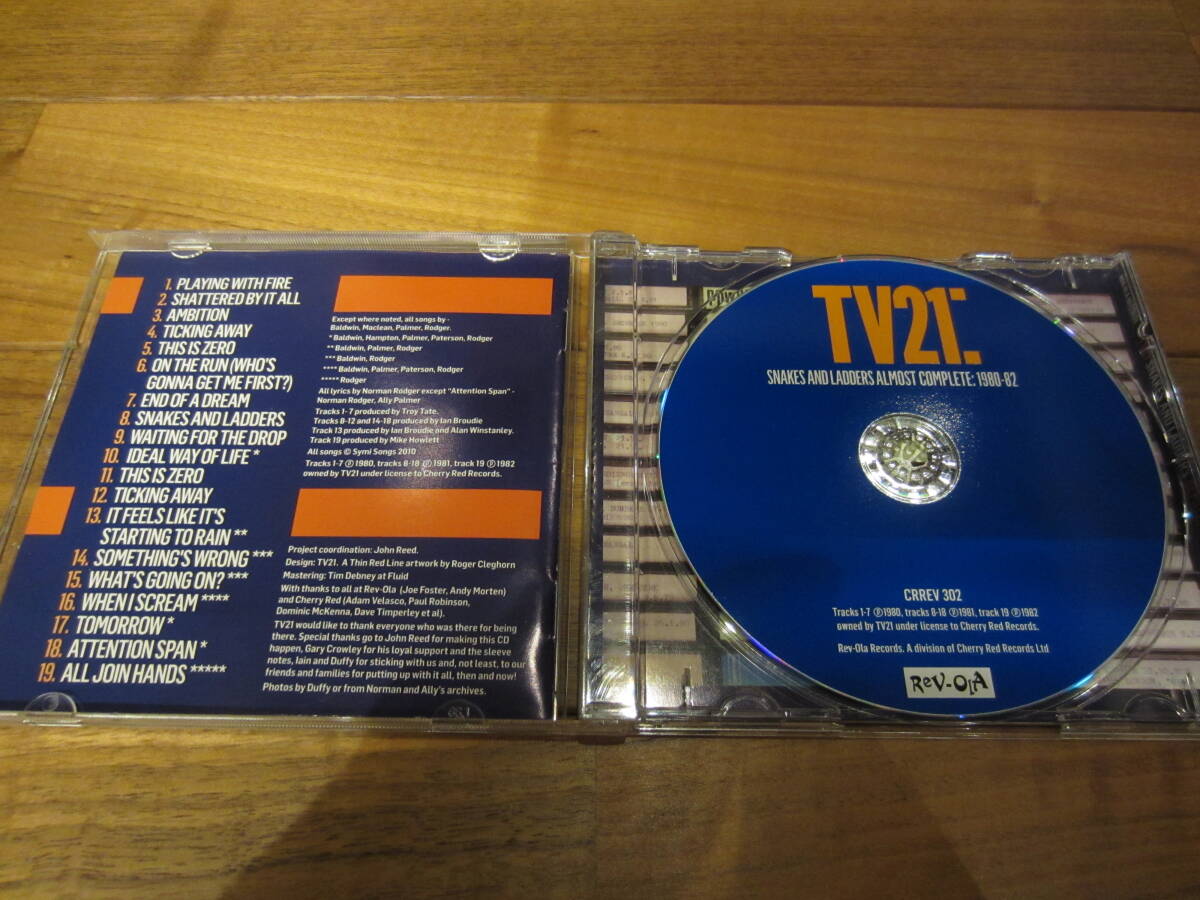 1. PLAYING WITH FIRE
2. SHATTERED BY IT ALL
3. AMBITION
4. TICKING AWAY
5. THIS IS ZERO
6. ON THE RUN (WHO'S
GONNA GET ME FIRST?)
7. END OF A DREAM
8. SNAKES AND LADDERS
9. WAITING FOR THE DROP
10. IDEAL WAY OF LIFE *
11. THIS IS ZERO
12. TICKING AWAY
13. IT FEELS LIKE IT'S
STARTING TO RAIN **
14. SOMETHING'S WRONG ***
15. WHAT'S GOING ON? ***
16. WHEN I SCREAM ****
17. TOMORROW *
18. ATTENTION SPAN *
19. ALL JOIN HANDS *****
Except where noted, all songs by -
Baldwin, Maclean, Palmer, Rodger.
* Baldwin, Hampton, Palmer, Paterson, Rodger
** Baldwin, Palmer, Rodger
*** Baldwin, Rodger
**** Baldwin, Palmer, Paterson, Rodger
***** Rodger
All lyrics by Norman Rodger except "Attention Span" -
Norman Rodger, Ally Palmer
Tracks 1-7 produced by Troy Tate.
Tracks 8-12 and 14-18 produced by Ian Broudie
Track 13 produced by Ian Broudie and Alan Winstanley.
Track 19 produced by Mike Howlett
All songs © Symi Songs 2010
Tracks 1-7 ℗ 1980, tracks 8-18 ℗ 1981, track 19 ℗ 1982
owned by TV21 under license to Cherry Red Records.
Project coordination: John Reed.
Design: TV21. A Thin Red Line artwork by Roger Cleghorn
Mastering: Tim Debney at Fluid
With thanks to all at Rev-Ola (Joe Foster, Andy Morten)
and Cherry Red (Adam Velasco, Paul Robinson,
Dominic McKenna, Dave Timperley et al).
TV21 would like to thank everyone who was there for being
there. Special thanks go to John Reed for making this CD
happen, Gary Crowley for his loyal support and the sleeve
notes, Iain and Duffy for sticking with us and, not least, to our
friends and families for putting up with it all, then and now!
Photos by Duffy or from Norman and Ally's archives.
TV21:
SNAKES AND LADDERS ALMOST COMPLETE: 1980-82
CRREV 302
Tracks 1-7 ℗ 1980, tracks 8-18 ℗ 1981, track 19 ℗ 1982
owned by TV21 under license to Cherry Red Records.
Rev-Ola Records. A division of Cherry Red Records Ltd
ReV-OlA